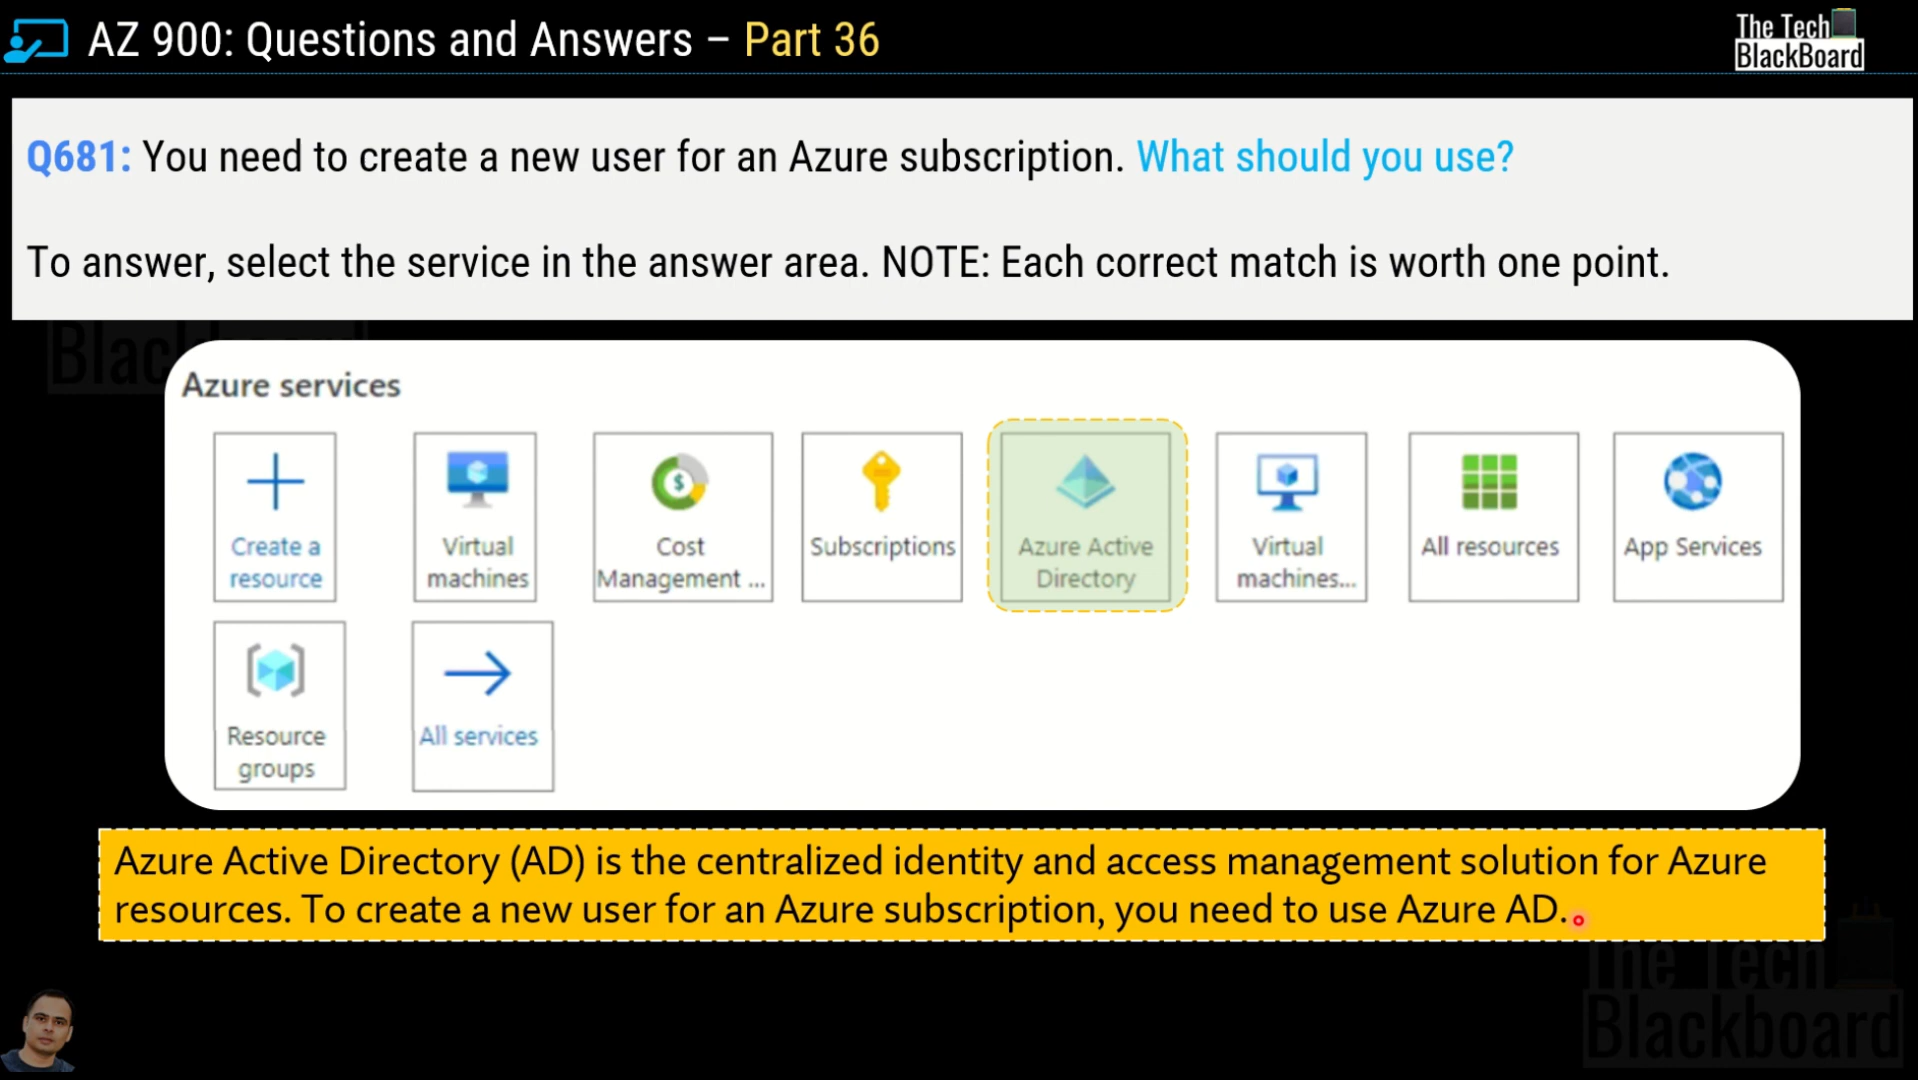 AZ 900: Questions and Answers – Part 36
The Tech
BlackBoard
Q681: You need to create a new user for an Azure subscription. What should you use?
To answer, select the service in the answer area. NOTE: Each correct match is worth one point.
Azure services
Create a
resource
Virtual
machines
Cost
Management ...
Subscriptions
Azure Active
Directory
Virtual
machines...
All resources
App Services
Resource
groups
All services
Azure Active Directory (AD) is the centralized identity and access management solution for Azure
resources. To create a new user for an Azure subscription, you need to use Azure AD.
The Tech
Blackboard